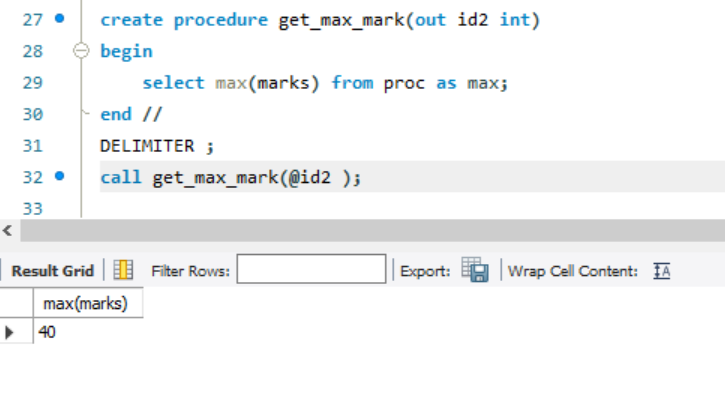 27 create procedure get_max_mark(out id2 int)
28 begin
29 select max(marks) from proc as max;
30 end //
31 DELIMITER ;
32 call get_max_mark(@id2 );
33
Result Grid Filter Rows: Export: Wrap Cell Content: IA
max(marks)
40